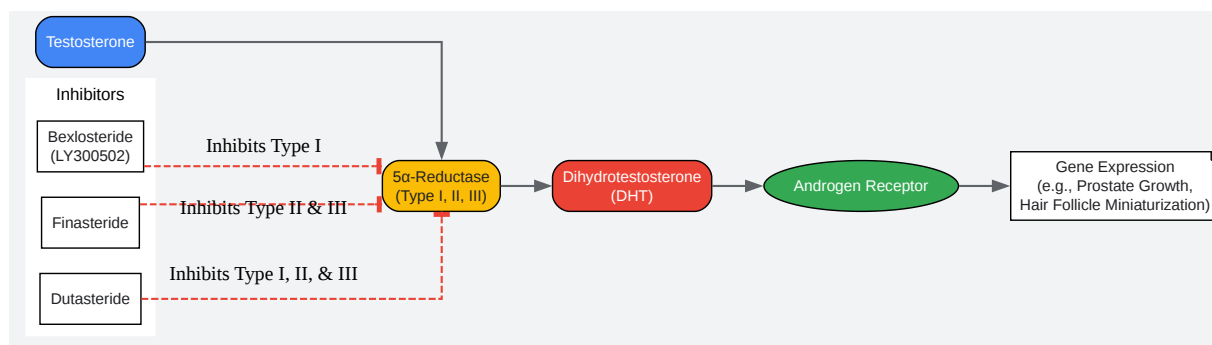 Testosterone
Inhibitors
Bexlosteride
(LY300502)
Inhibits Type I
Finasteride
Inhibits Type II & III
Dutasteride
Inhibits Type I, II, & III
5α-Reductase
(Type I, II, III)
Dihydrotestosterone
(DHT)
Androgen Receptor
Gene Expression
(e.g., Prostate Growth,
Hair Follicle Miniaturization)